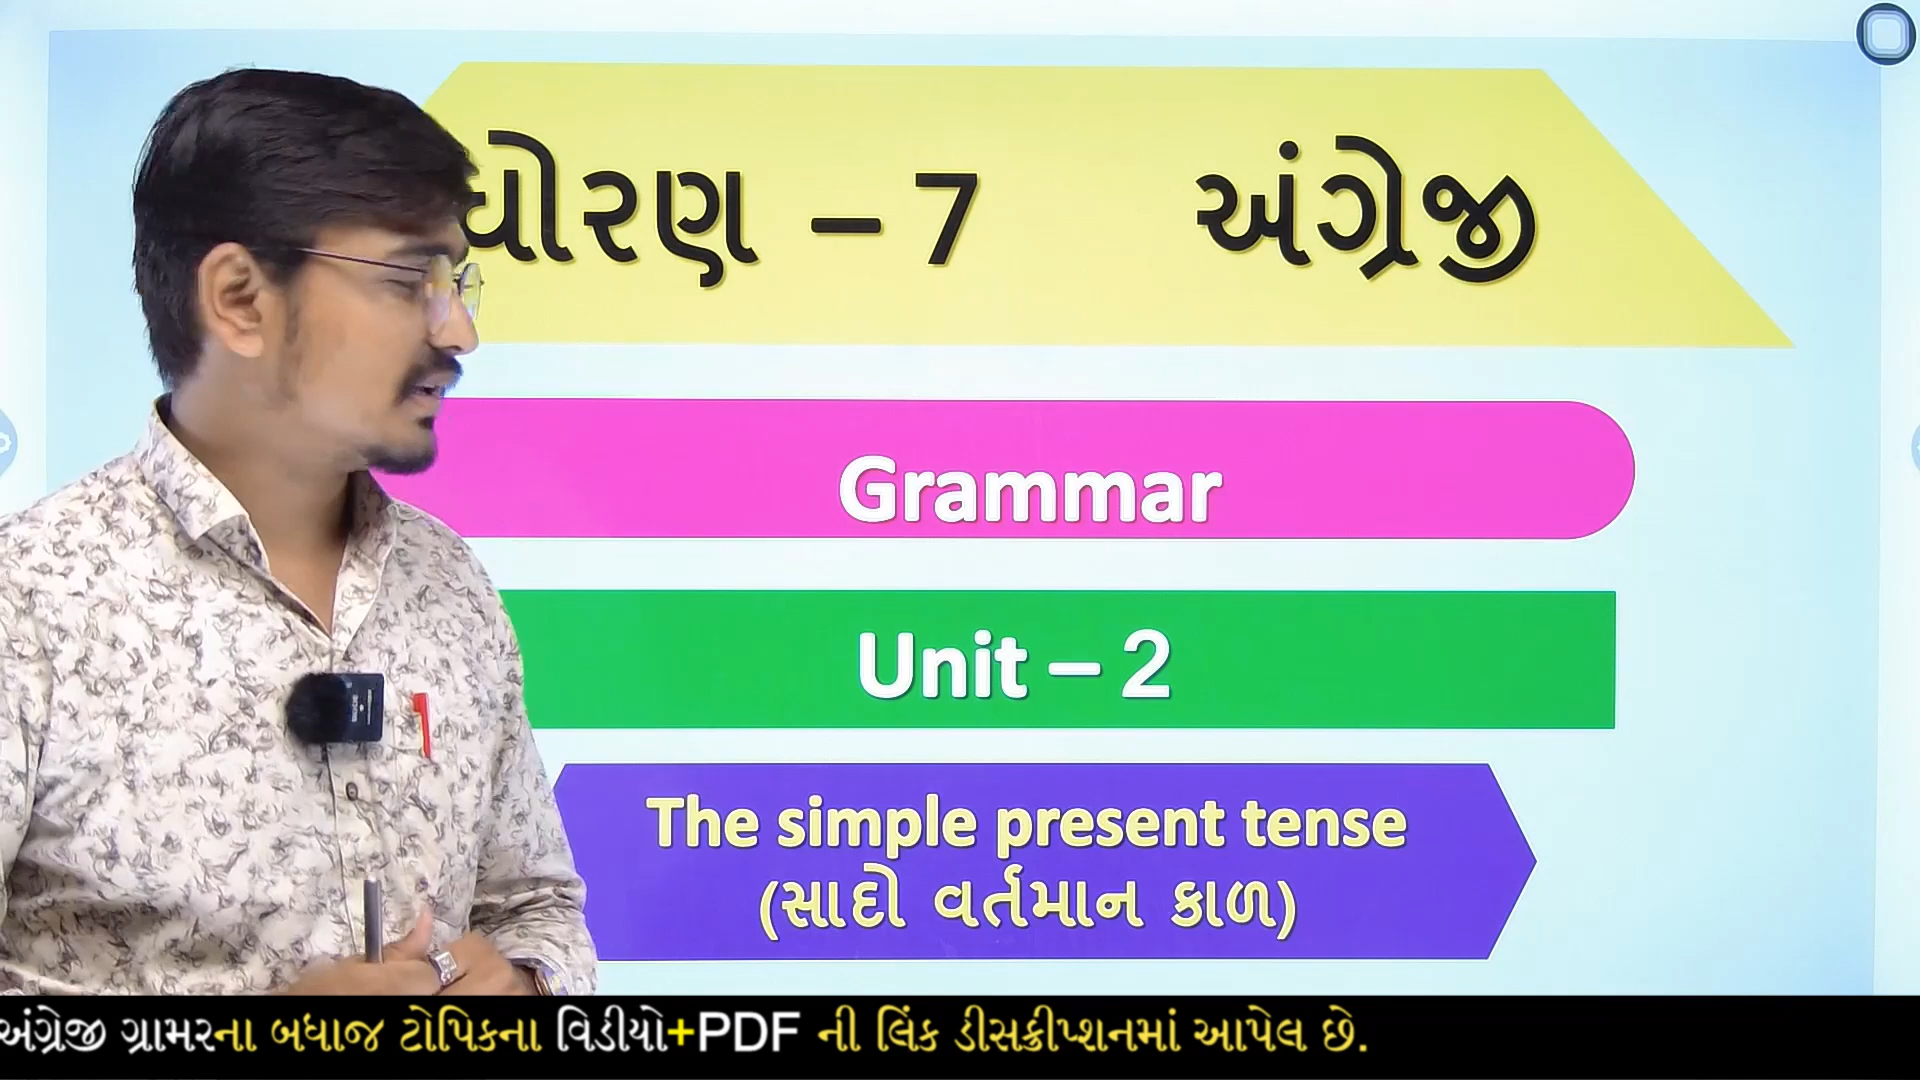 ધોરણ – 7 અંગ્રેજી
Grammar
Unit – 2
The simple present tense
(સાદો વર્તમાન કાળ)
અંગ્રેજી ગ્રામરના બધાજ ટોપિકના વિડીયો+PDF ની લિંક ડીસક્રીપ્શનમાં આપેલ છે.